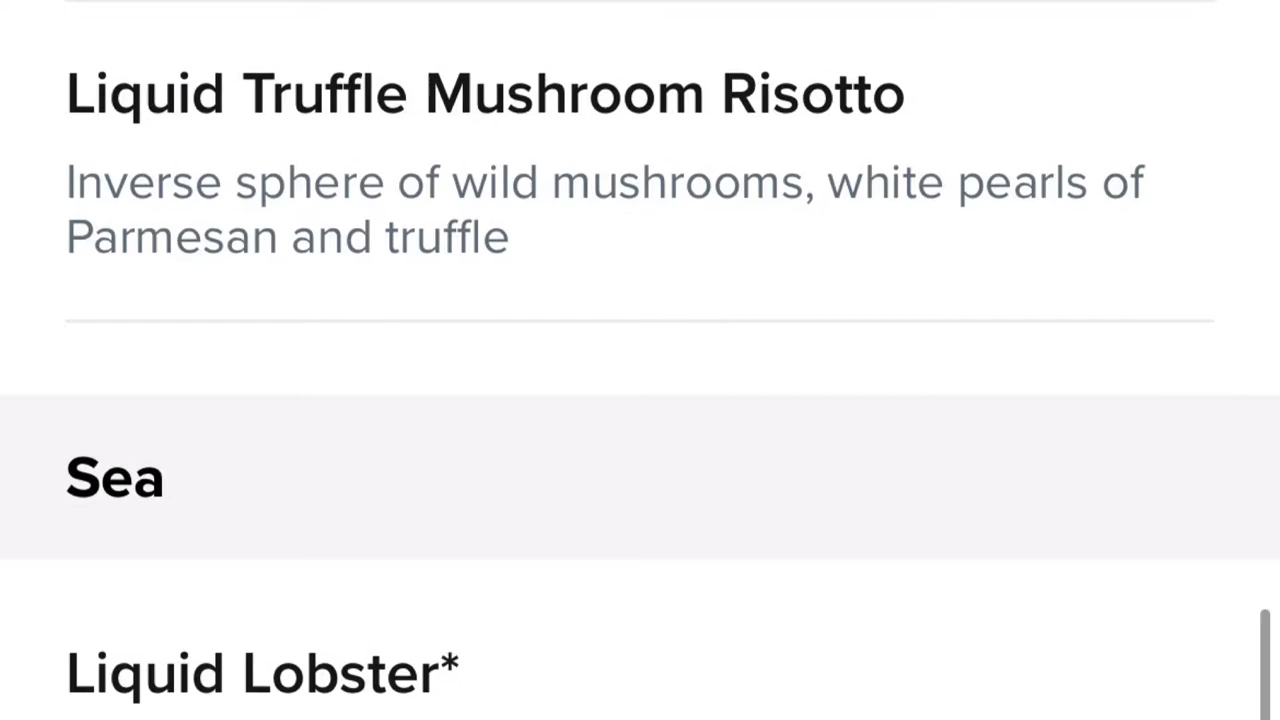 Liquid Truffle Mushroom Risotto
Inverse sphere of wild mushrooms, white pearls of
Parmesan and truffle
Sea
Liquid Lobster*